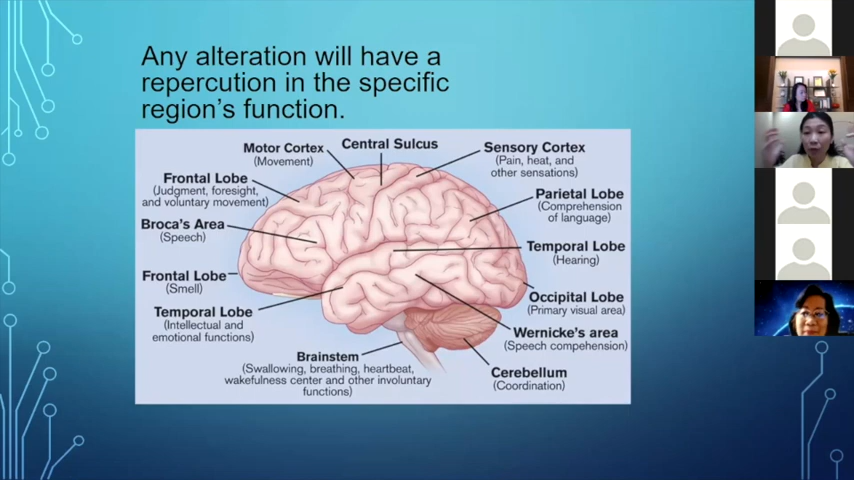 Any alteration will have a
repercution in the specific
region's function.
Motor Cortex
(Movement)
Central Sulcus
Sensory Cortex
(Pain, heat, and
other sensations)
Frontal Lobe
(Judgment, foresight,
and voluntary movement)
Parietal Lobe
(Comprehension
of language)
Broca's Area
(Speech)
Temporal Lobe
(Hearing)
Frontal Lobe
(Smell)
Occipital Lobe
(Primary visual area)
Temporal Lobe
(Intellectual and
emotional functions)
Wernicke's area
(Speech compehension)
Brainstem
(Swallowing, breathing, heartbeat,
wakefulness center and other involuntary
functions)
Cerebellum
(Coordination)